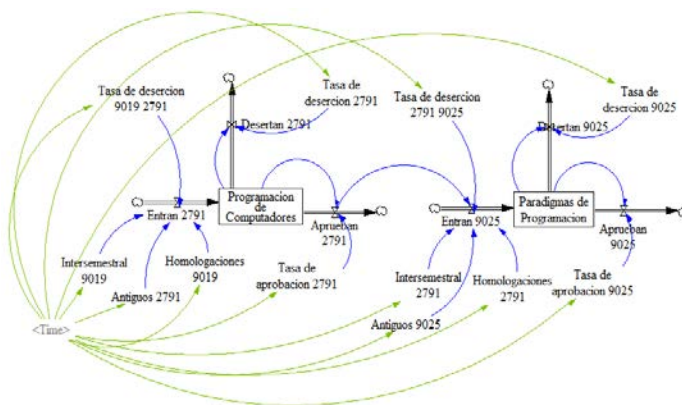 Tasa de desercion
9019 2791
Desertan 2791
Tasa de
desercion 2791
Tasa de desercion
2791 9025
Desertan 9025
Tasa de
desercion 9025
Entran 2791
Programacion
de
Computadores
Aprueban
2791
Entran 9025
Paradigmas de
Programacion
Aprueban
9025
Intersemestral
9019
Homologaciones
9019
Antiguos 2791
Tasa de
aprobacion 2791
Intersemestral
2791
Homologaciones
2791
Antiguos 9025
Tasa de
aprobacion 9025
<Time>